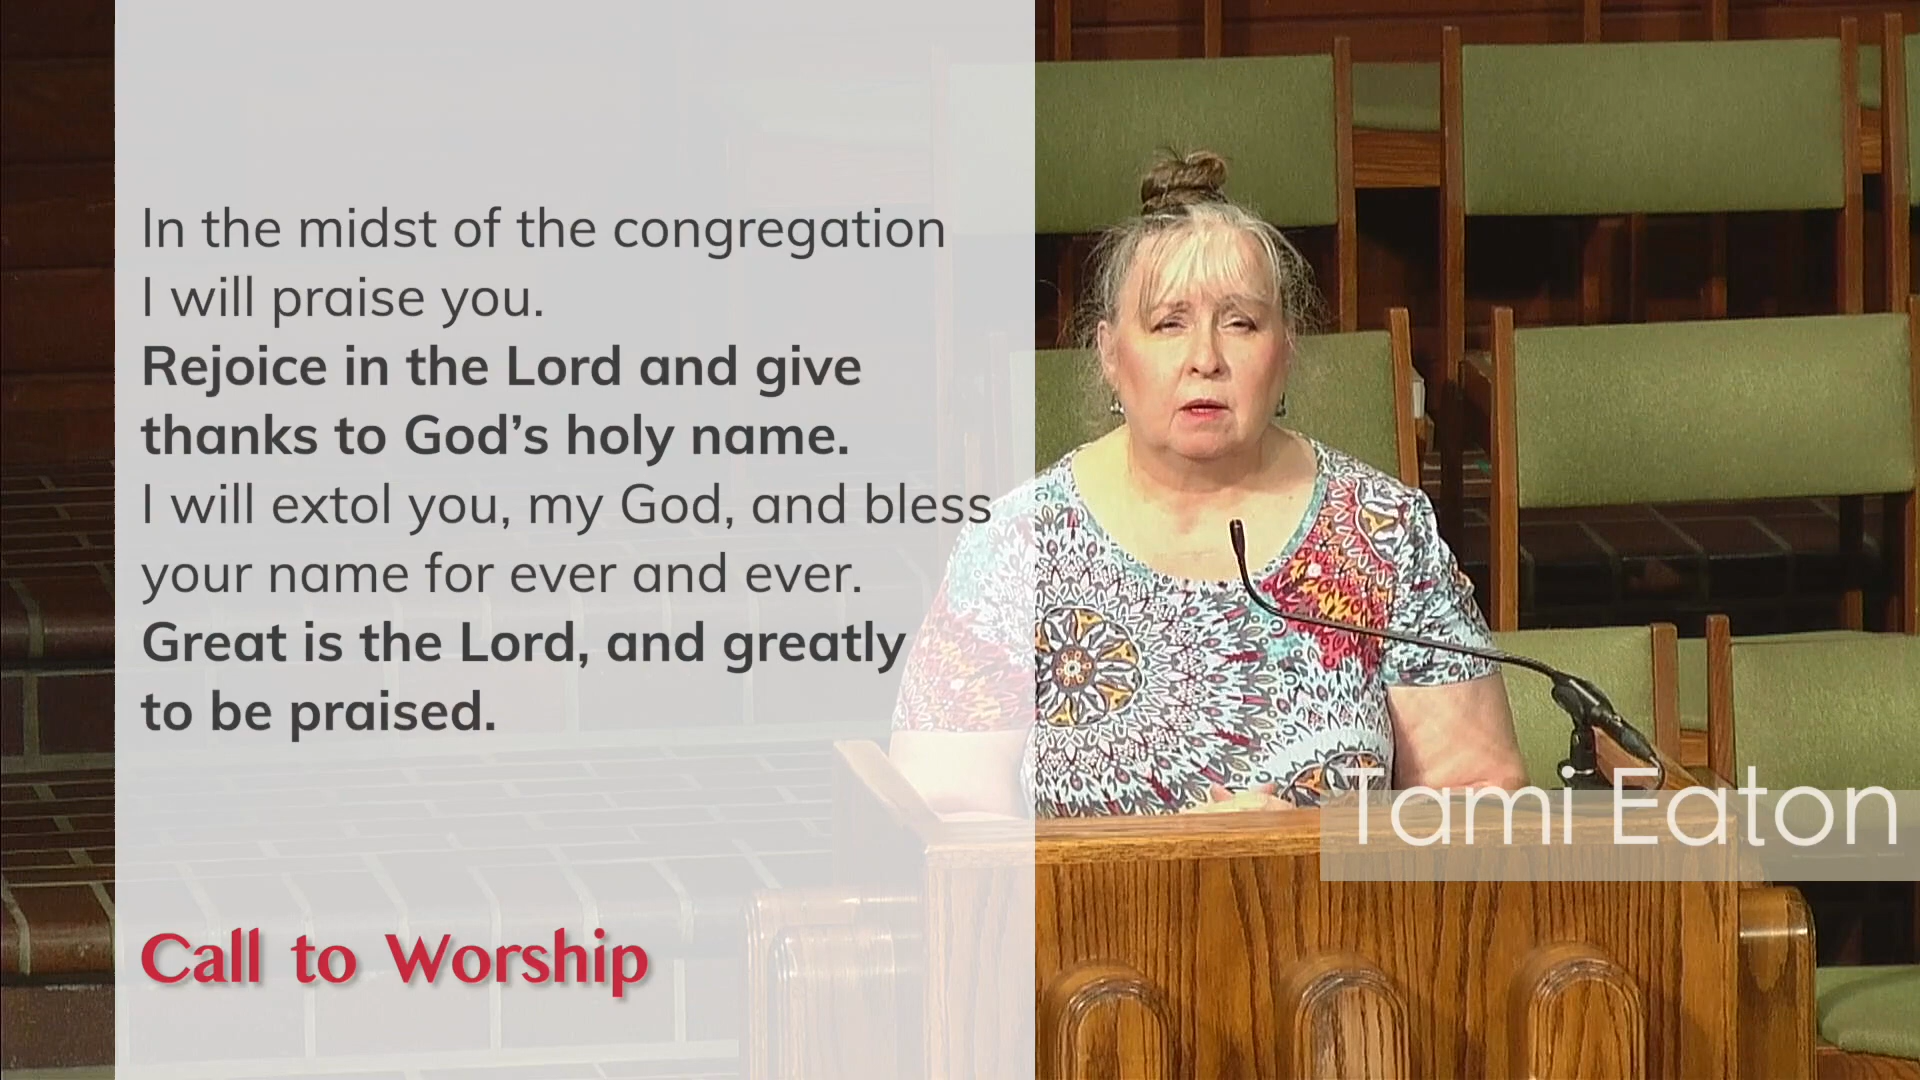 In the midst of the congregation
I will praise you.
Rejoice in the Lord and give
thanks to God’s holy name.
I will extol you, my God, and bless
your name for ever and ever.
Great is the Lord, and greatly
to be praised.
Call to Worship
Tami Eaton